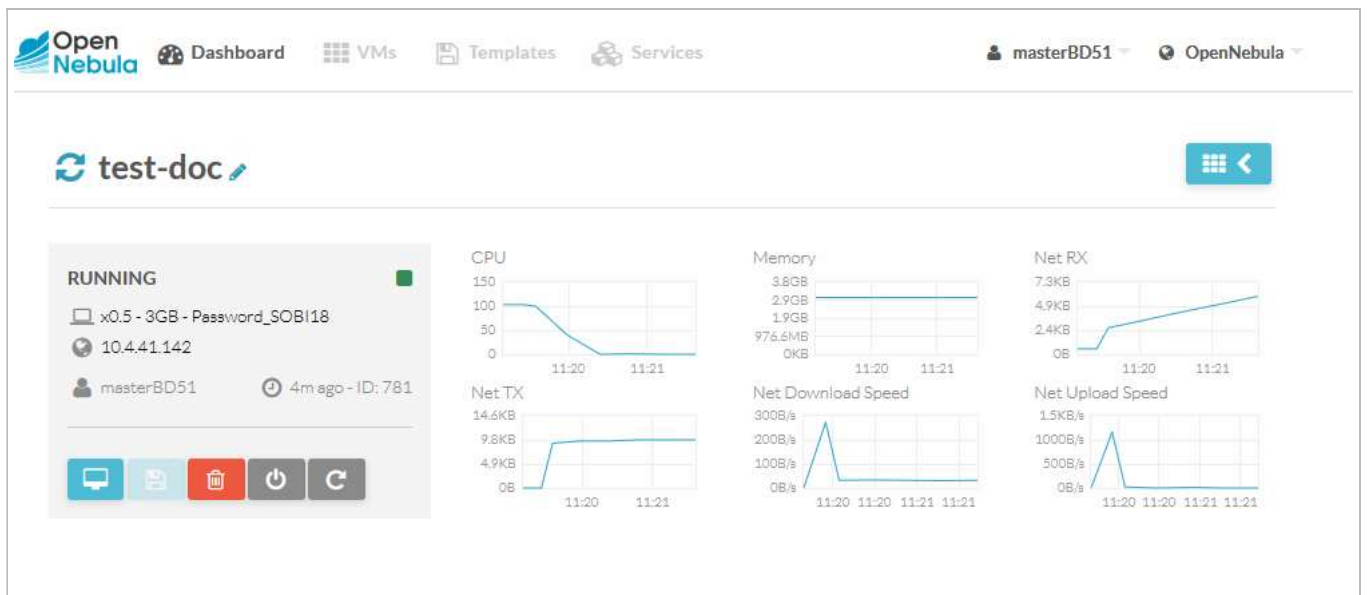 Open Nebula Dashboard VMs Templates Services masterBD51 OpenNebula
test-doc
RUNNING
x0.5 - 3GB - Password_SOBI18
10.4.41.142
masterBD51 4m ago - ID: 781
CPU
150
100
50
0
11:20 11:21
Memory
3.8GB
2.9GB
1.9GB
976.6MB
0KB
11:20 11:21
Net RX
7.3KB
4.9KB
2.4KB
0B
11:20 11:21
Net TX
14.6KB
9.8KB
4.9KB
0B
11:20 11:21
Net Download Speed
300B/s
200B/s
100B/s
0B/s
11:20 11:20 11:21 11:21
Net Upload Speed
1.5KB/s
1000B/s
500B/s
0B/s
11:20 11:20 11:21 11:21